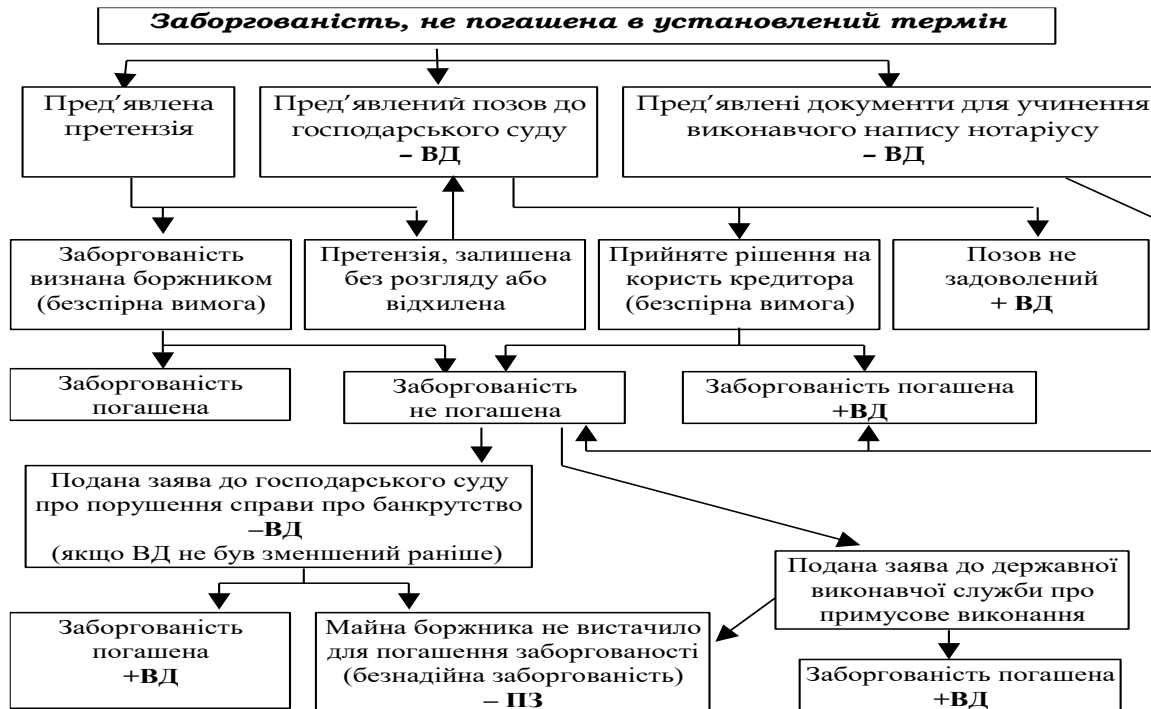 Заборгованість, не погашена в установлений термін
Пред’явлена
претензія
Пред’явлений позов до
господарського суду
– ВД
Пред’явлені документи для учинення
виконавчого напису нотаріусу
– ВД
Заборгованість
визнана боржником
(безспірна вимога)
Претензія, залишена
без розгляду або
відхилена
Прийняте рішення на
користь кредитора
(безспірна вимога)
Позов не
задоволений
+ ВД
Заборгованість
погашена
Заборгованість
не погашена
Заборгованість погашена
+ВД
Подана заява до господарського суду
про порушення справи про банкрутство
–ВД
(якщо ВД не був зменшений раніше)
Подана заява до державної
виконавчої служби про
примусове виконання
Заборгованість
погашена
+ВД
Майна боржника не вистачило
для погашення заборгованості
(безнадійна заборгованість)
– ПЗ
Заборгованість погашена
+ВД